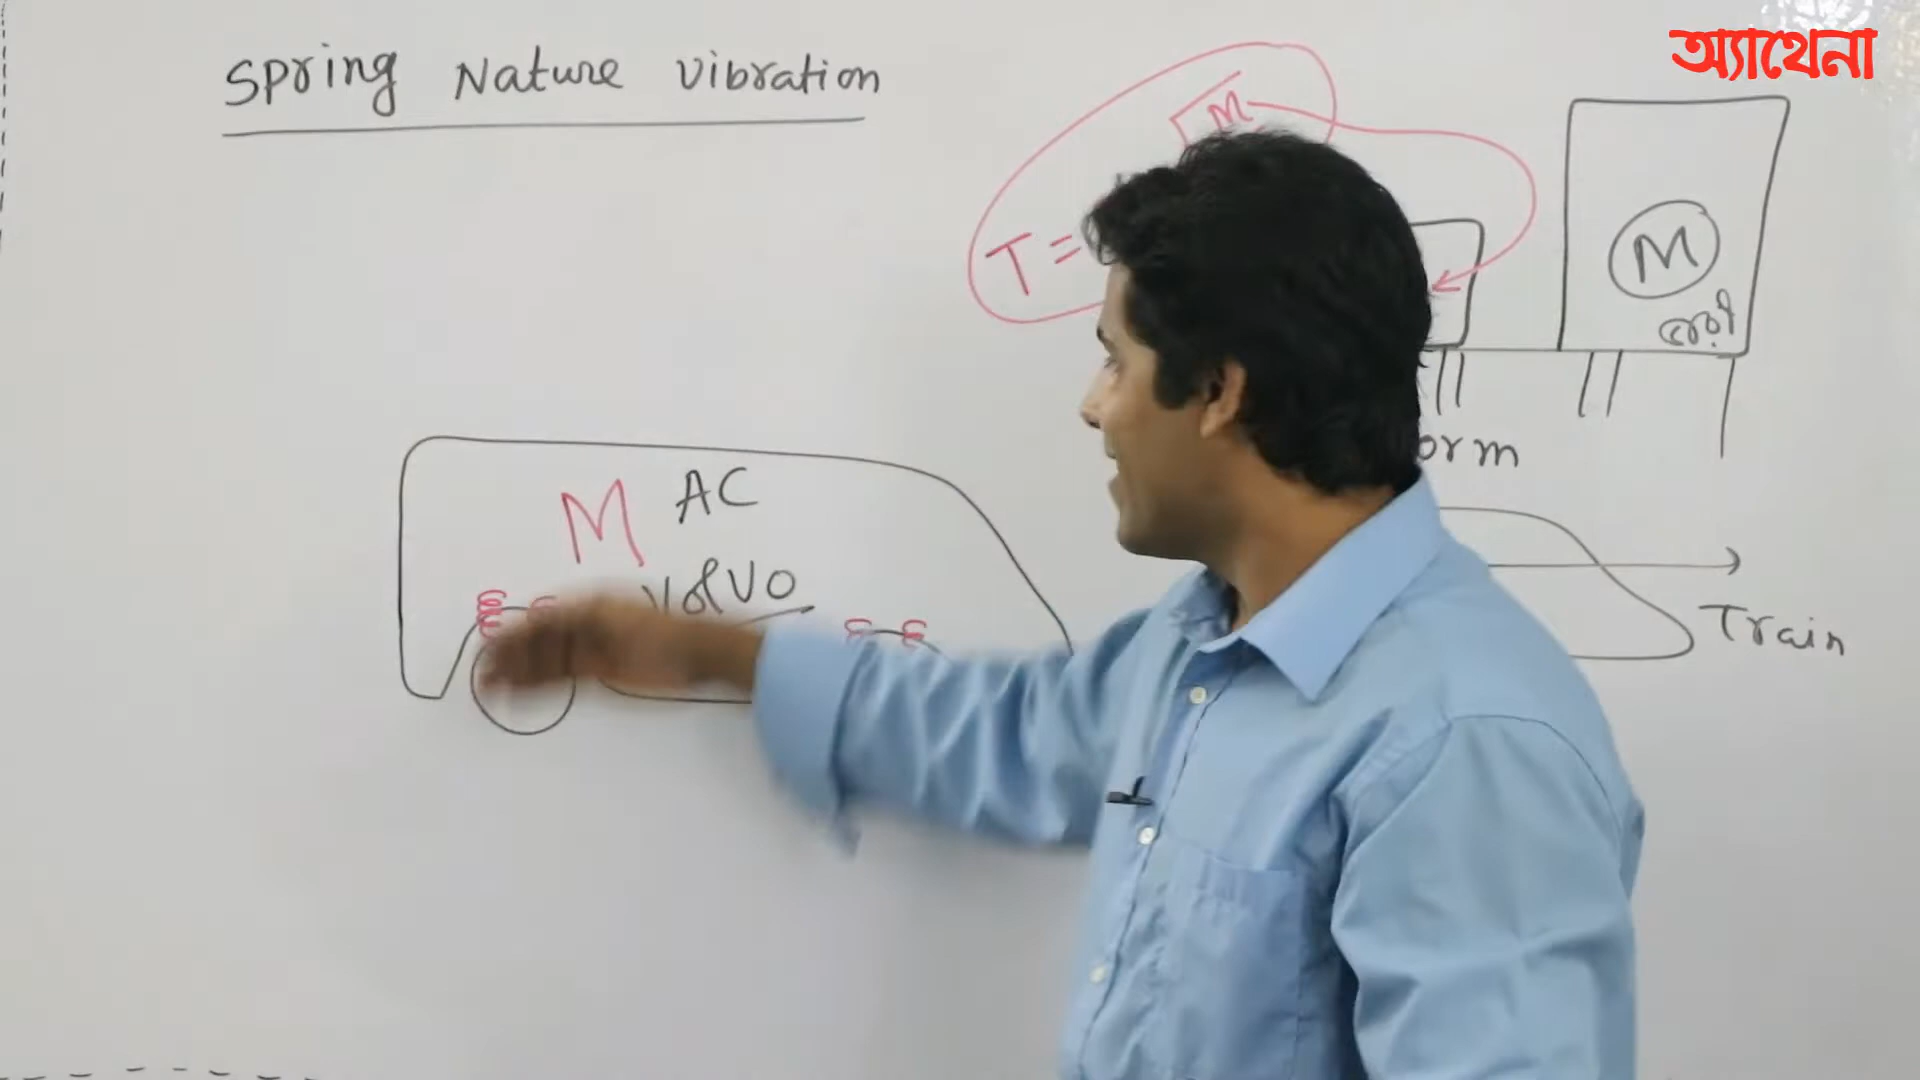 অ্যাথেনা
Spring Nature Vibration
M
T =
M
M AC
Volvo
orm
Train